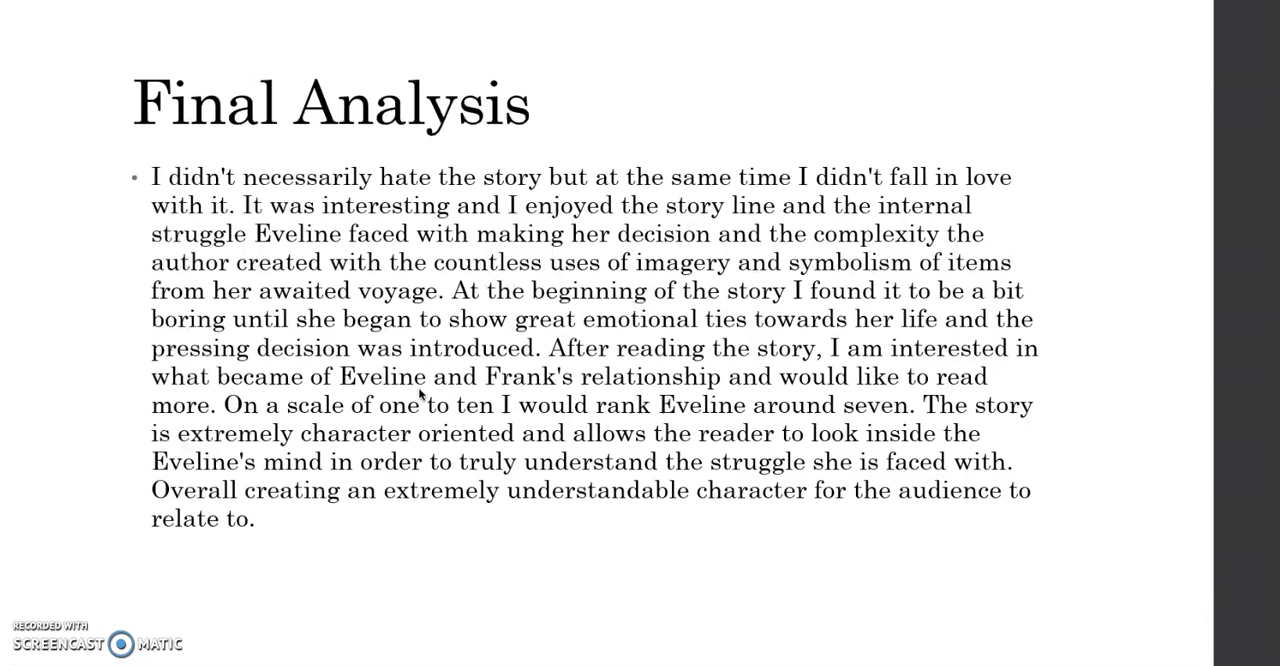 Final Analysis
• I didn't necessarily hate the story but at the same time I didn't fall in love
with it. It was interesting and I enjoyed the story line and the internal
struggle Eveline faced with making her decision and the complexity the
author created with the countless uses of imagery and symbolism of items
from her awaited voyage. At the beginning of the story I found it to be a bit
boring until she began to show great emotional ties towards her life and the
pressing decision was introduced. After reading the story, I am interested in
what became of Eveline and Frank's relationship and would like to read
more. On a scale of one to ten I would rank Eveline around seven. The story
is extremely character oriented and allows the reader to look inside the
Eveline's mind in order to truly understand the struggle she is faced with.
Overall creating an extremely understandable character for the audience to
relate to.
RECORDED WITH
SCREENCAST MATIC